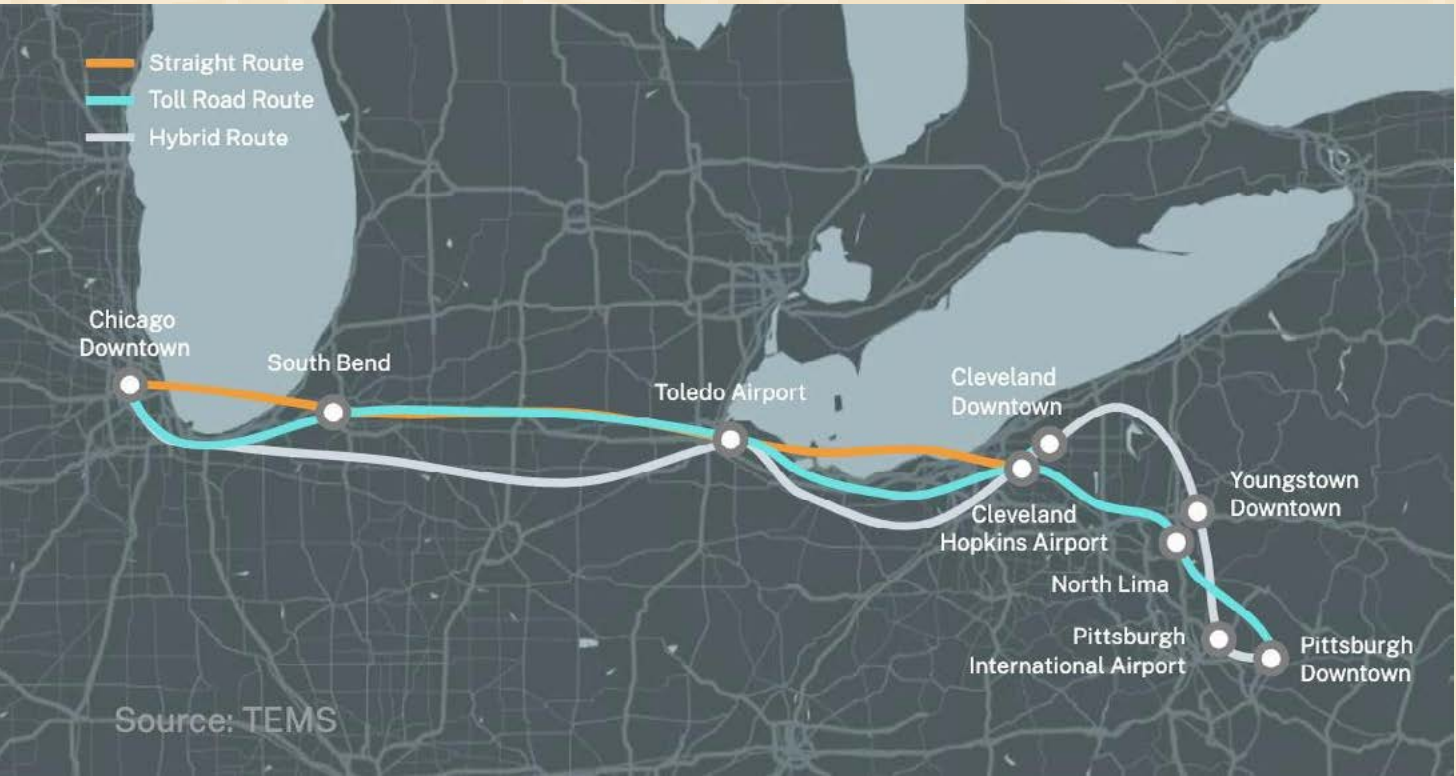 Straight Route
Toll Road Route
Hybrid Route
Chicago
Downtown
South Bend
Toledo Airport
Cleveland
Downtown
Cleveland
Hopkins Airport
Youngstown
Downtown
North Lima
Pittsburgh
International Airport
Pittsburgh
Downtown
Source: TEMS